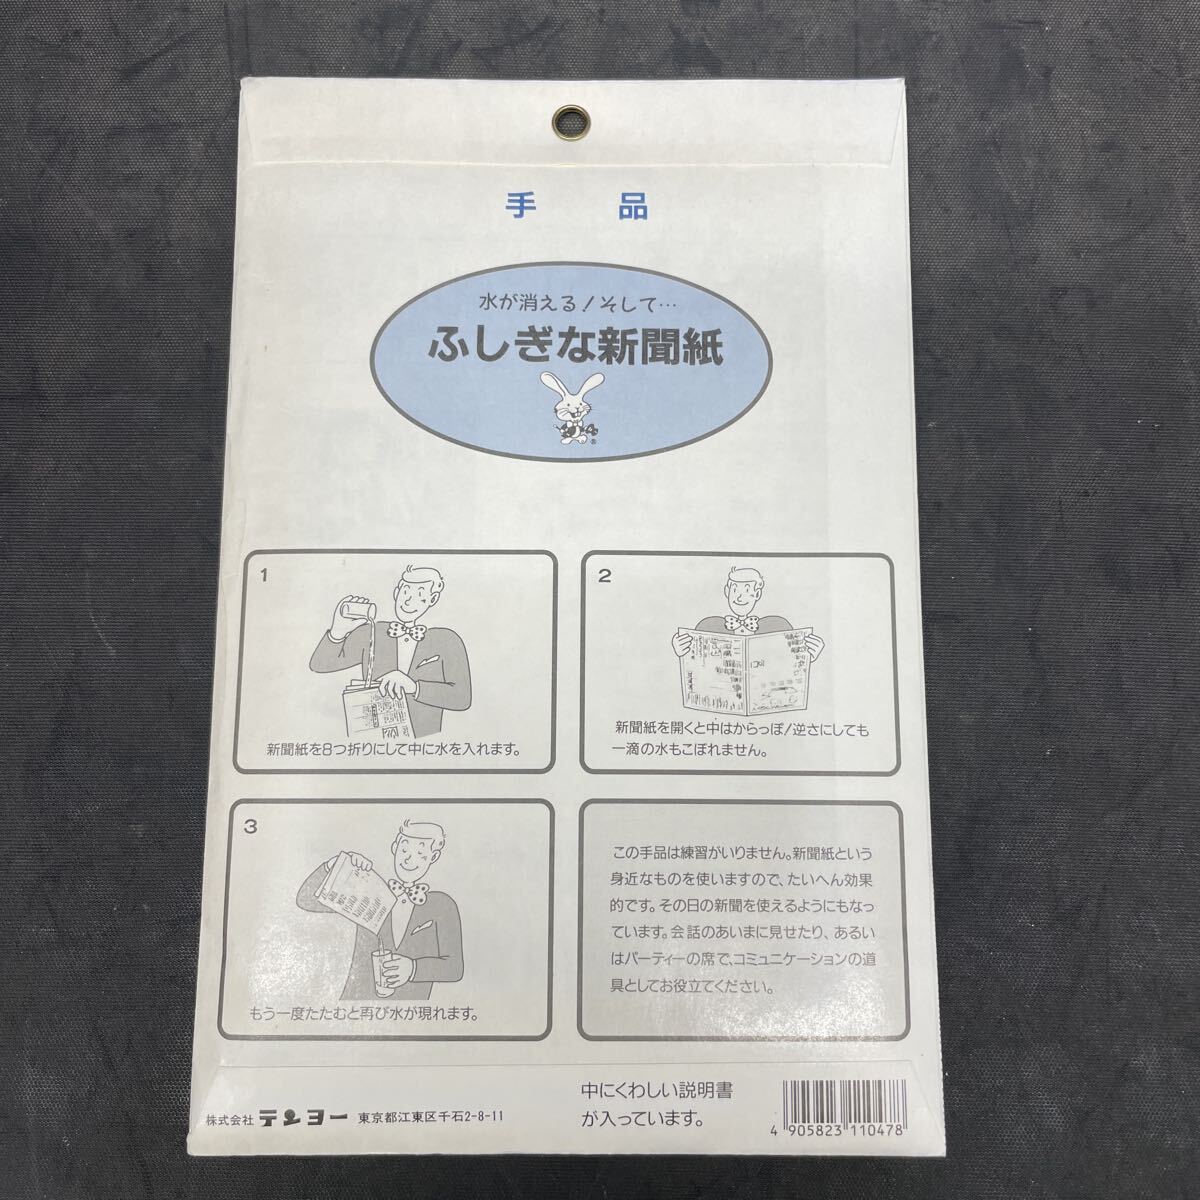 手品
水が消える!そして…
ふしぎな新聞紙
®
1
新聞紙を8つ折りにして中に水を入れます。
2
新聞紙を開くと中はからっぽ!逆さにしても
一滴の水もこぼれません。
3
もう一度たたむと再び水が現れます。
この手品は練習がいりません。新聞紙という
身近なものを使いますので、たいへん効果
的です。その日の新聞を使えるようにもなっ
ています。会話のあいまに見せたり、あるい
はパーティーの席で、コミュニケーションの道
具としてお役立てください。
株式会社 テンヨー 東京都江東区千石2-8-11
中にくわしい説明書
が入っています。
4 905823 110478